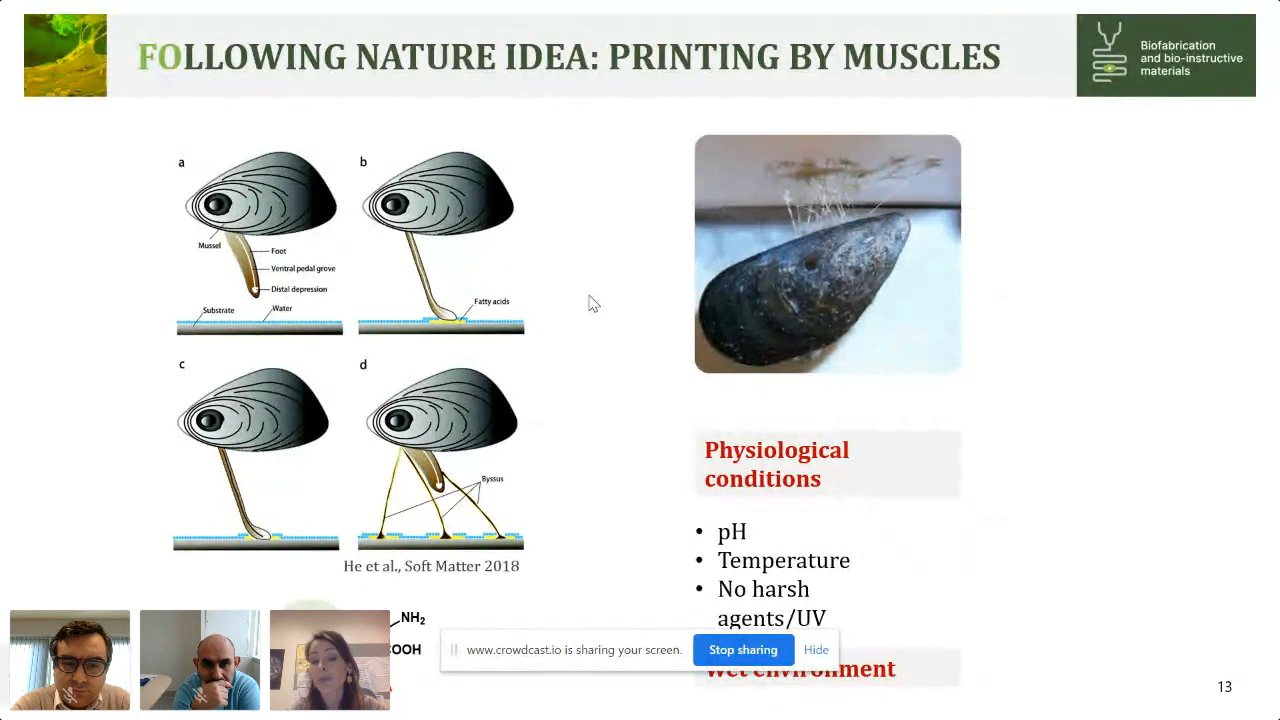 FOLLOWING NATURE IDEA: PRINTING BY MUSCLES
Biofabrication
and bio-instructive
materials
a
Mussel
Foot
Ventral pedal grove
Distal depression
Substrate
Water
b
Fatty acids
c
d
Byssus
He et al., Soft Matter 2018
Physiological
conditions
• pH
• Temperature
• No harsh
agents/UV
Wet environment
NH2
COOH
www.crowdcast.io is sharing your screen.
Stop sharing
Hide
13